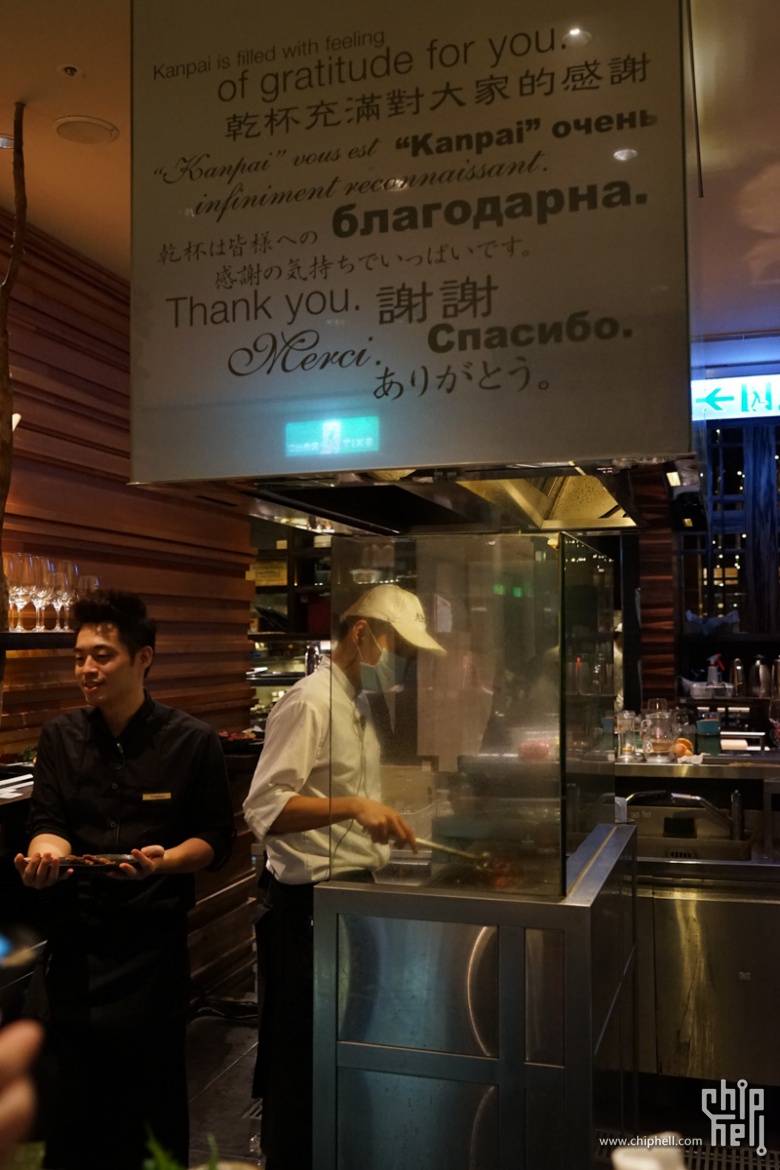 Kanpai is filled with feeling
of gratitude for you.
乾杯充滿對大家的感謝
“Kanpai” vous est
infiniment reconnaissant.
“Kanpai” очень
благодарна.
乾杯は皆様への
感謝の気持ちでいっぱいです。
Thank you.
謝謝
Merci.
Спасибо.
ありがとう。
www.chiphell.com
chip
hell